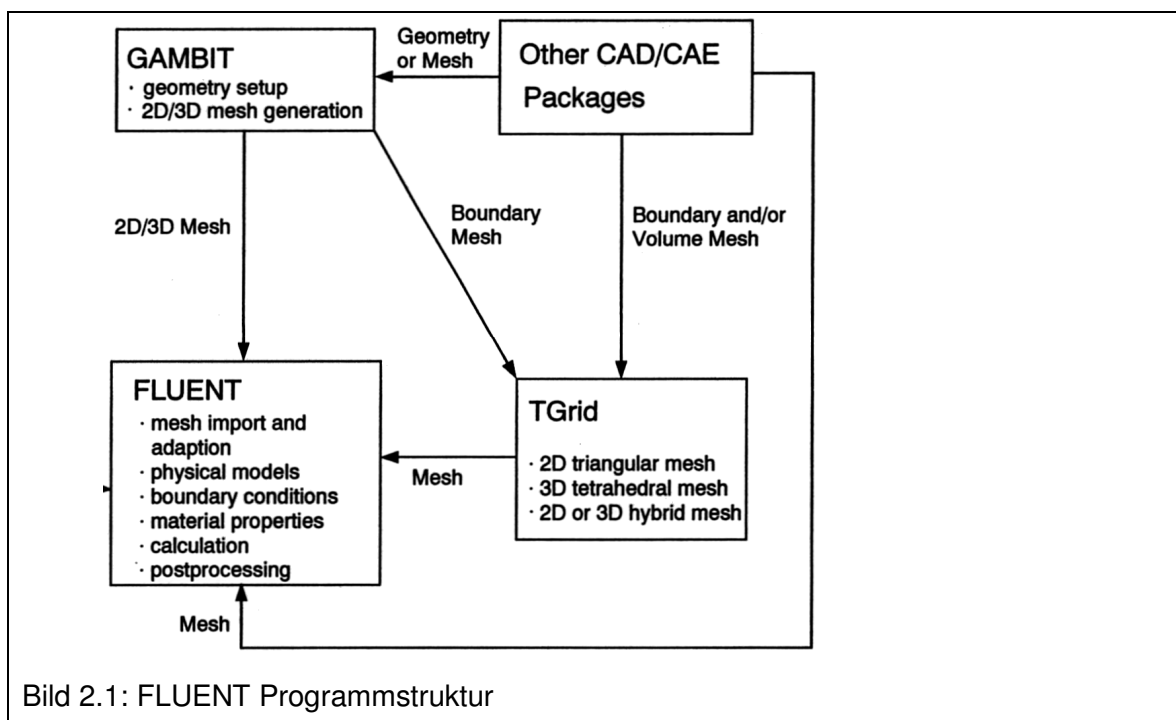 GAMBIT
· geometry setup
· 2D/3D mesh generation
Geometry
or Mesh
Other CAD/CAE
Packages
2D/3D Mesh
Boundary
Mesh
Boundary and/or
Volume Mesh
FLUENT
· mesh import and
adaption
· physical models
· boundary conditions
· material properties
· calculation
· postprocessing
Mesh
TGrid
· 2D triangular mesh
· 3D tetrahedral mesh
· 2D or 3D hybrid mesh
Mesh
Bild 2.1: FLUENT Programmstruktur